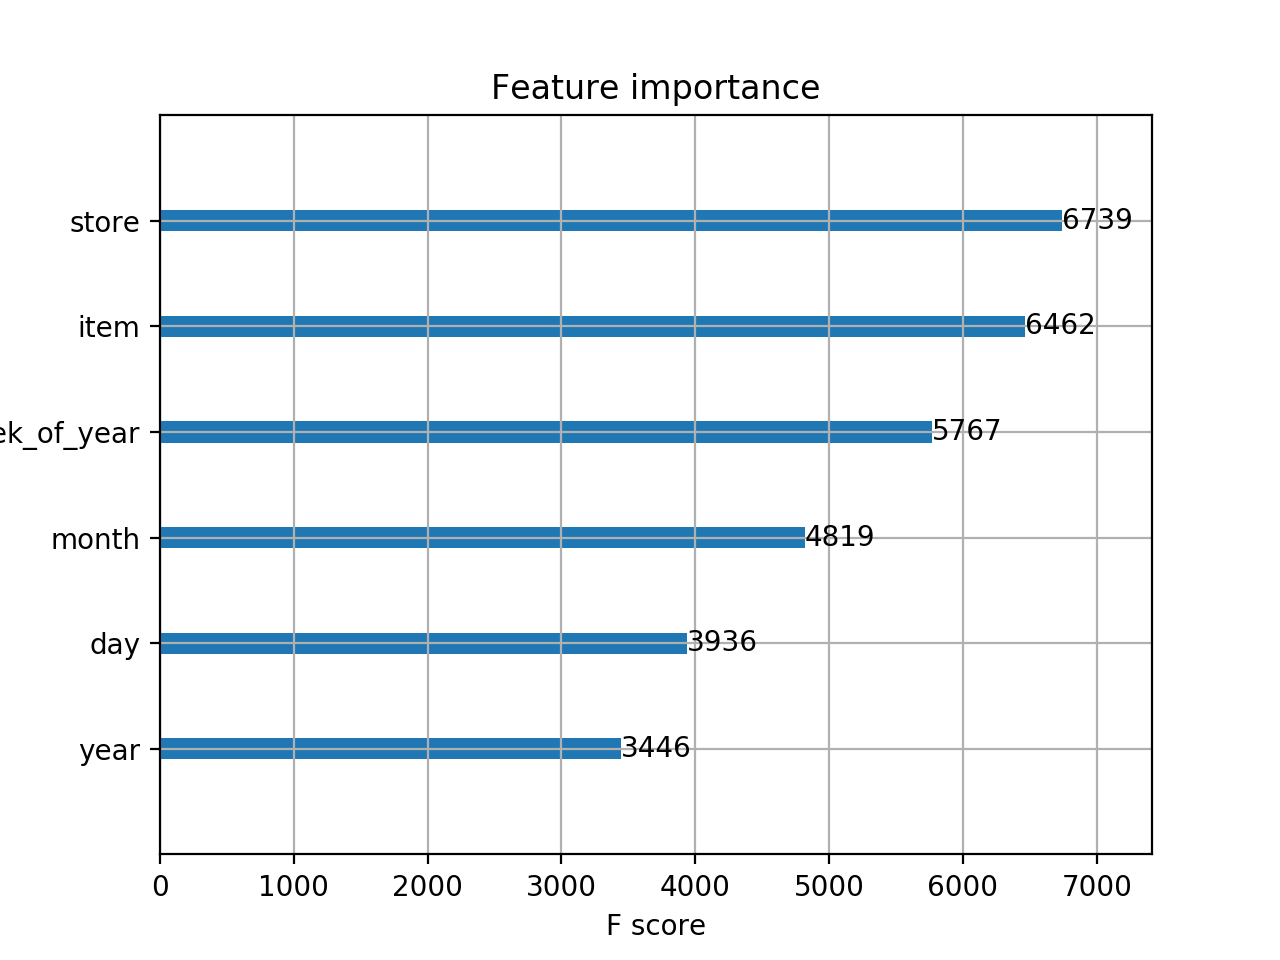 Feature importance
store 6739
item 6462
ek_of_year 5767
month 4819
day 3936
year 3446
0 1000 2000 3000 4000 5000 6000 7000
F score